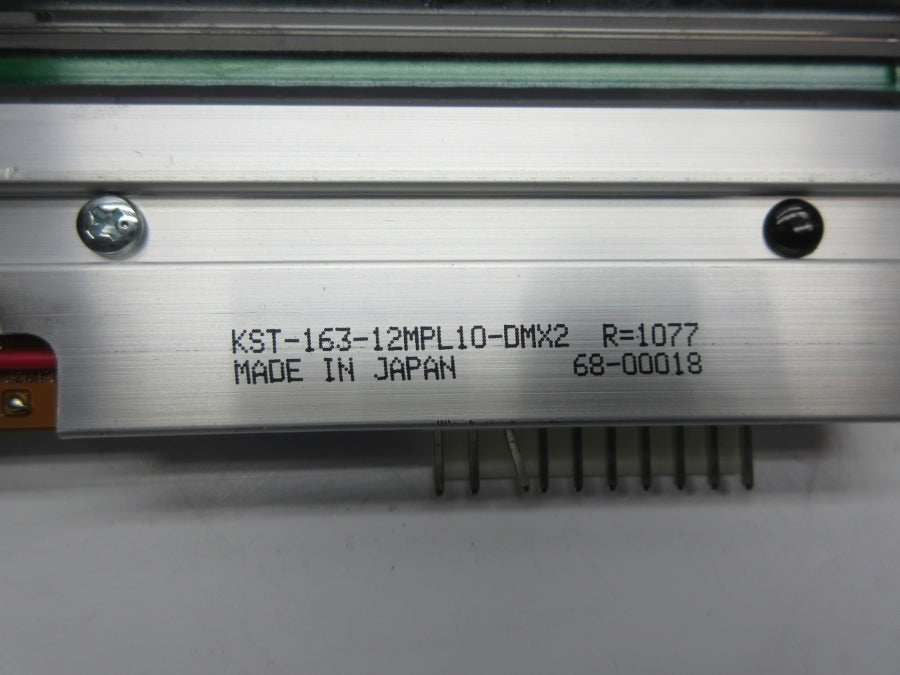 KST-163-12MPL10-DMX2 R=1077
MADE IN JAPAN 68-00018